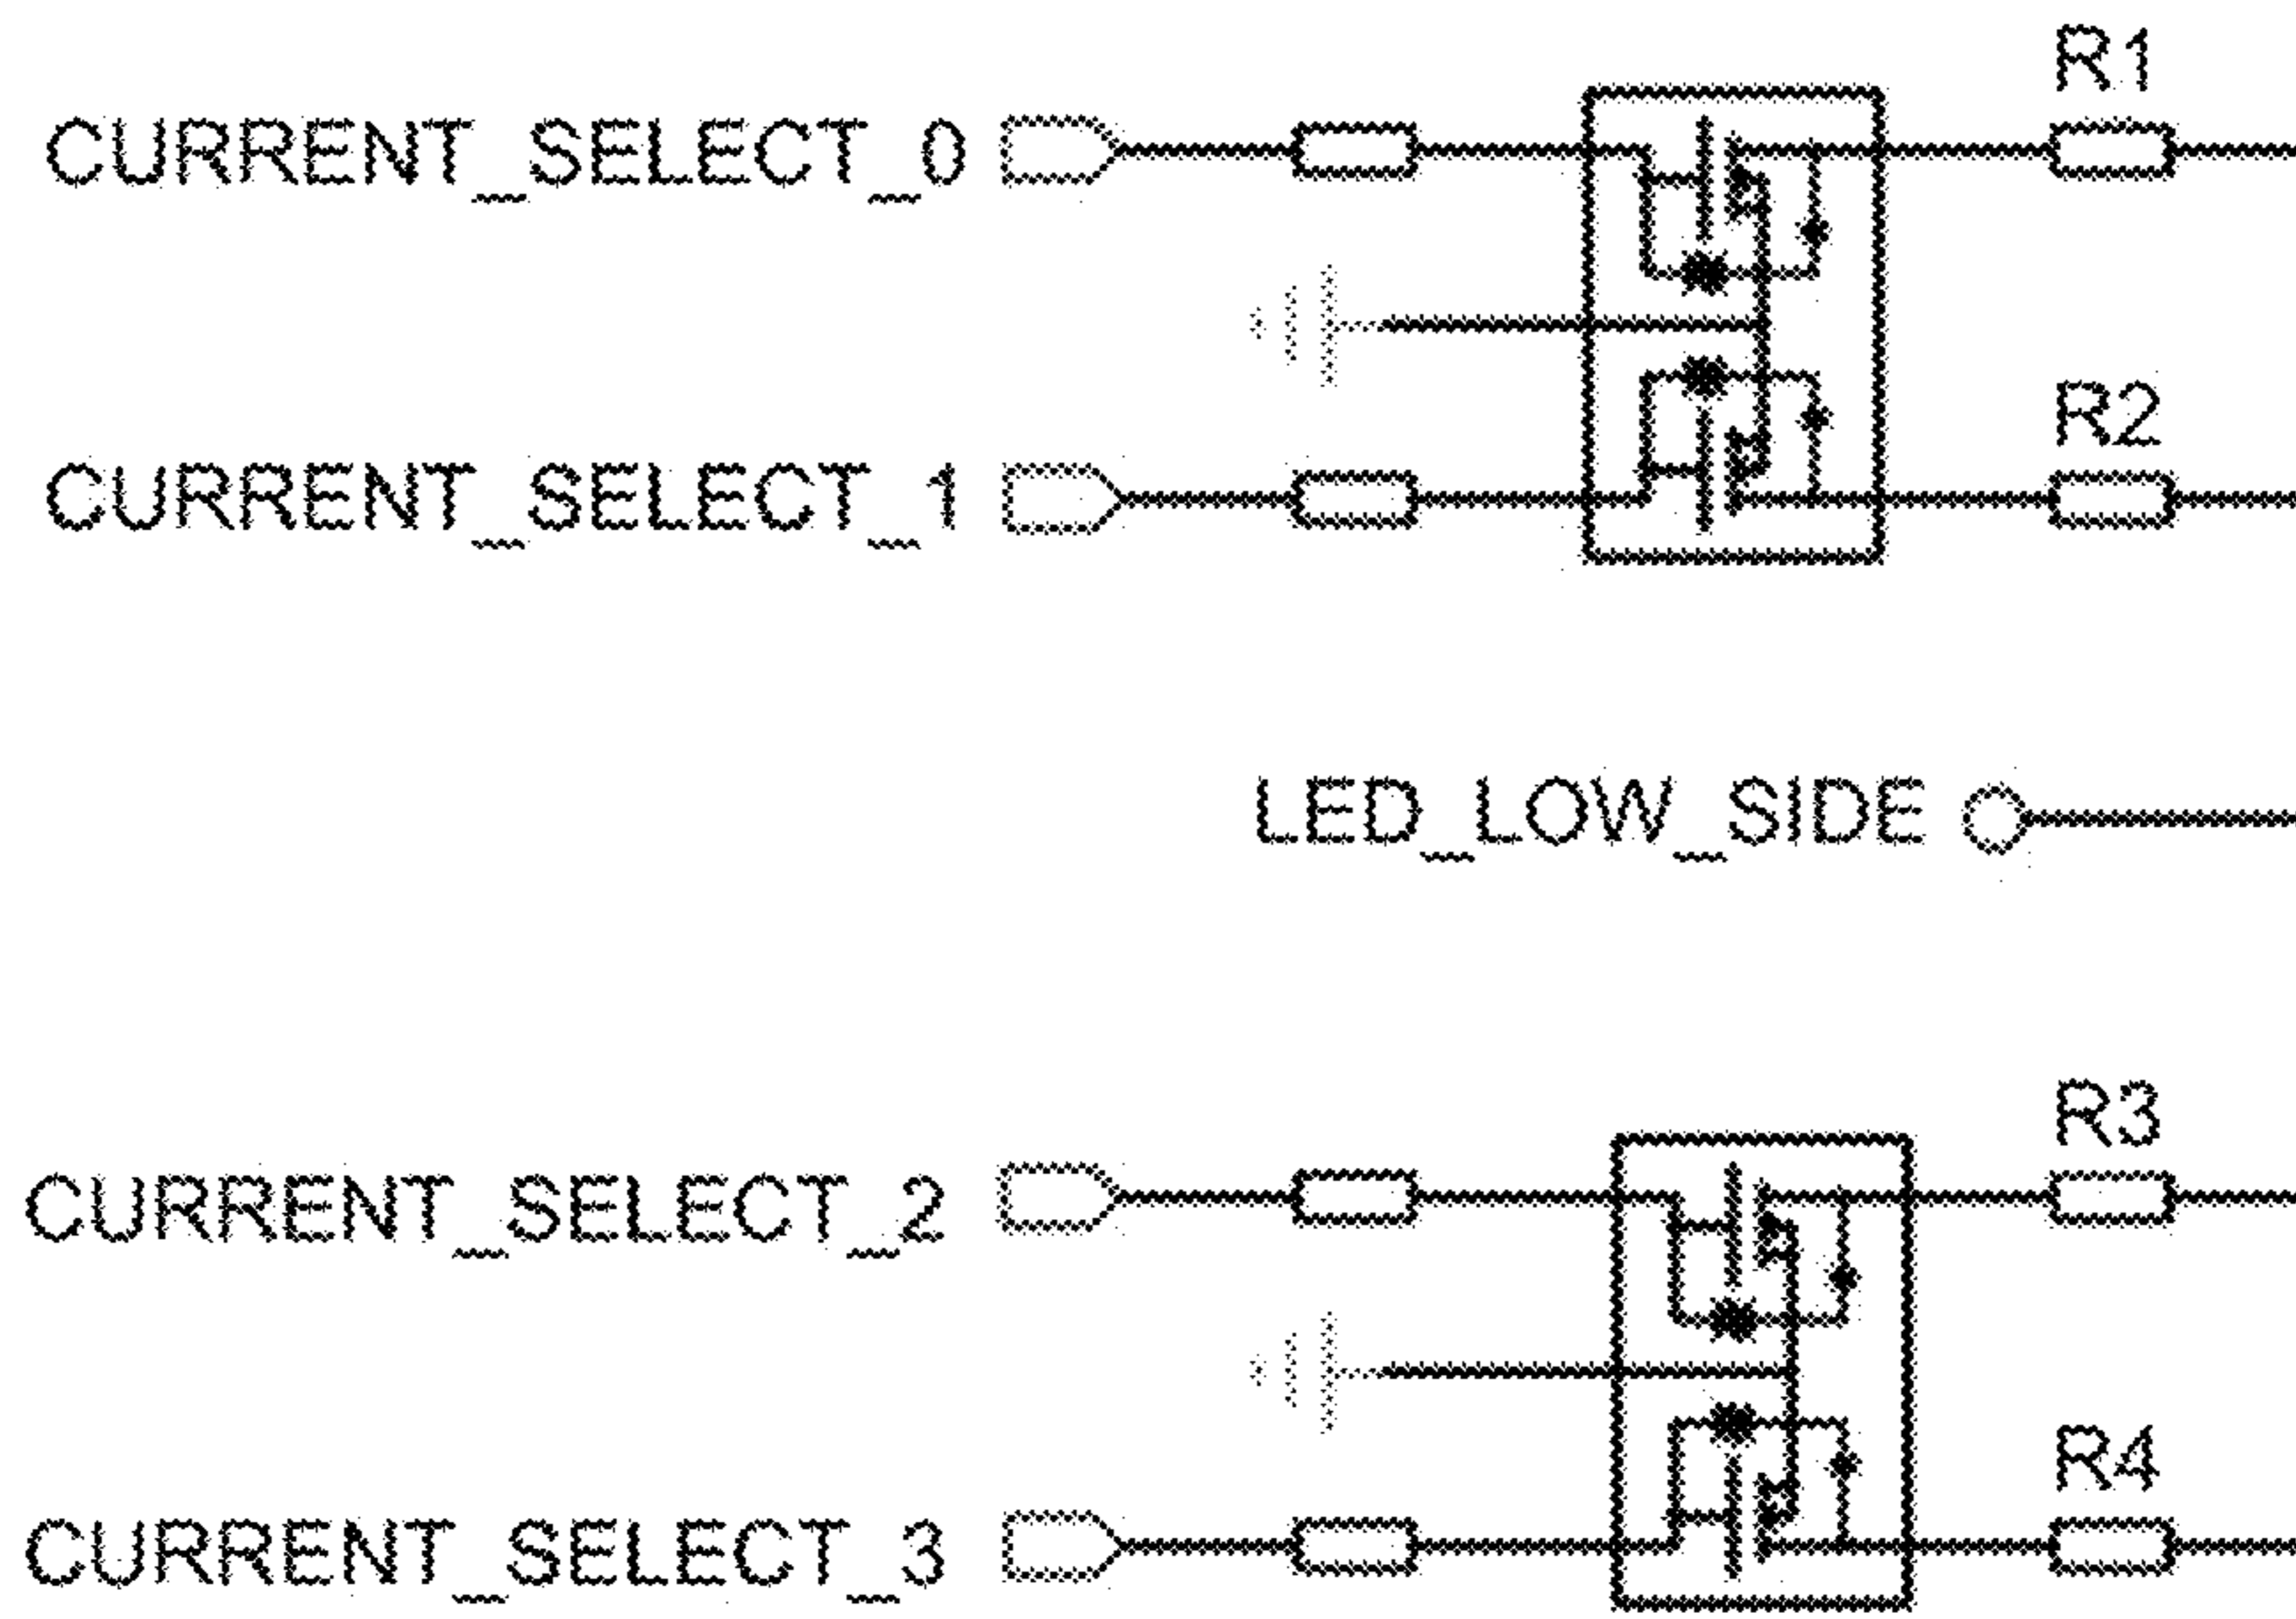 R1
CURRENT_SELECT_0
R2
CURRENT_SELECT_1
LED_LOW_SIDE
R3
CURRENT_SELECT_2
R4
CURRENT_SELECT_3